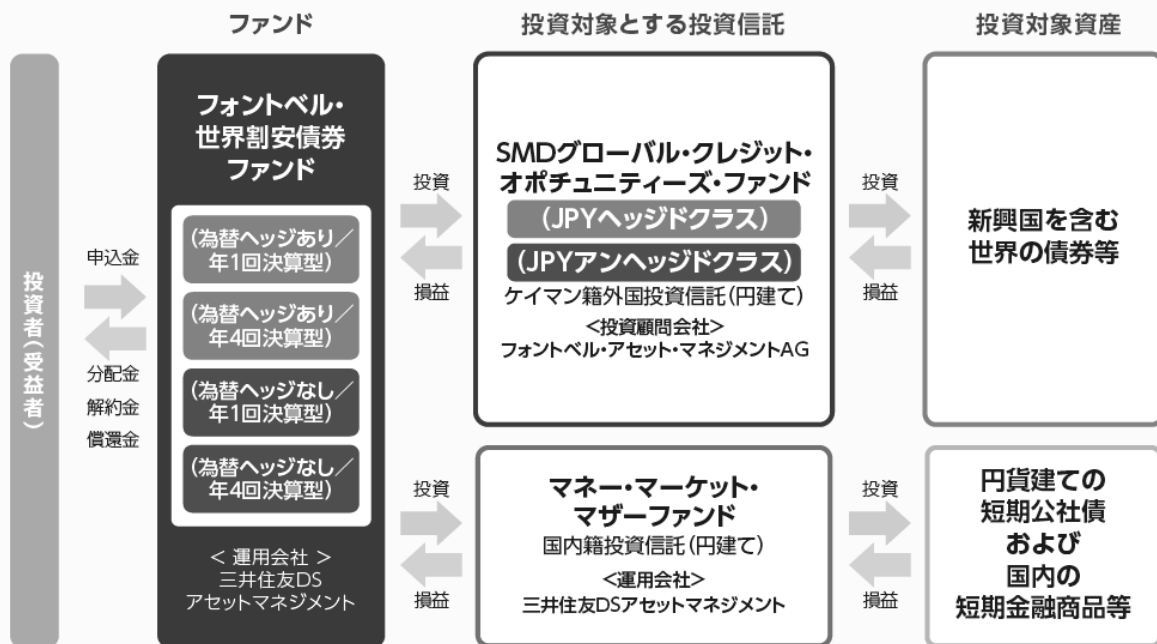 ファンド
投資対象とする投資信託
投資対象資産
投資者(受益者)
申込金
分配金
解約金
償還金
フォントベル・
世界割安債券
ファンド
(為替ヘッジあり/
年1回決算型)
(為替ヘッジあり/
年4回決算型)
(為替ヘッジなし/
年1回決算型)
(為替ヘッジなし/
年4回決算型)
＜ 運用会社 ＞
三井住友DS
アセットマネジメント
投資
損益
SMDグローバル・クレジット・
オポチュニティーズ・ファンド
(JPYヘッジドクラス)
(JPYアンヘッジドクラス)
ケイマン籍外国投資信託(円建て)
＜投資顧問会社＞
フォントベル・アセット・マネジメントAG
投資
損益
新興国を含む
世界の債券等
投資
損益
マネー・マーケット・
マザーファンド
国内籍投資信託(円建て)
＜運用会社＞
三井住友DSアセットマネジメント
投資
損益
円貨建ての
短期公社債
および
国内の
短期金融商品等